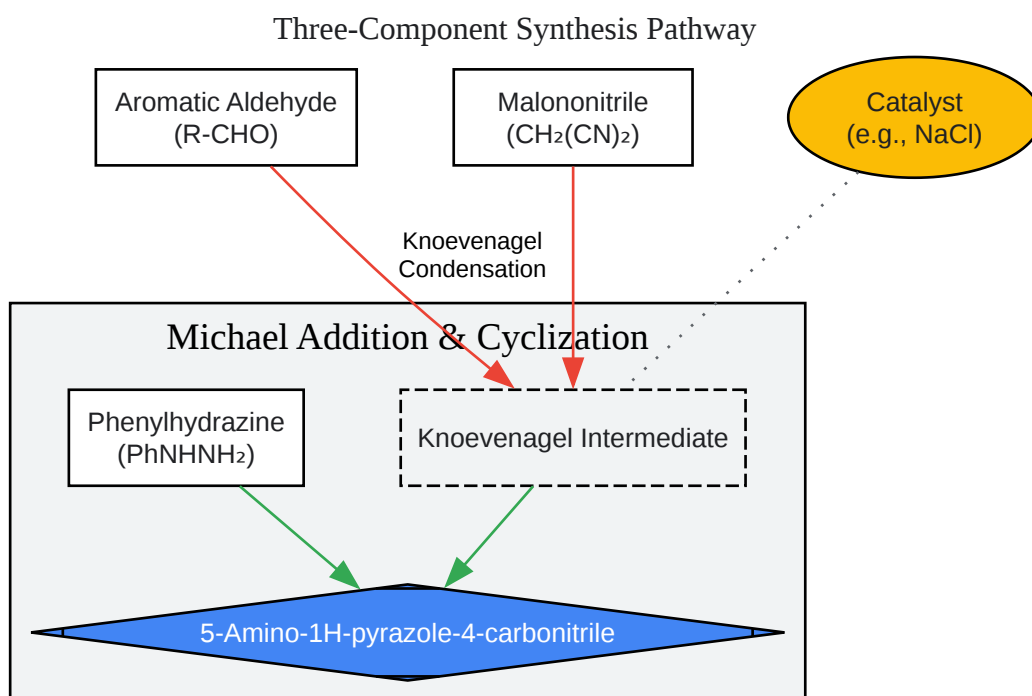 Three-Component Synthesis Pathway
Aromatic Aldehyde
(R-CHO)
Malononitrile
(CH₂(CN)₂)
Catalyst
(e.g., NaCl)
Knoevenagel
Condensation
Michael Addition & Cyclization
Phenylhydrazine
(PhNHNH₂)
Knoevenagel Intermediate
5-Amino-1H-pyrazole-4-carbonitrile